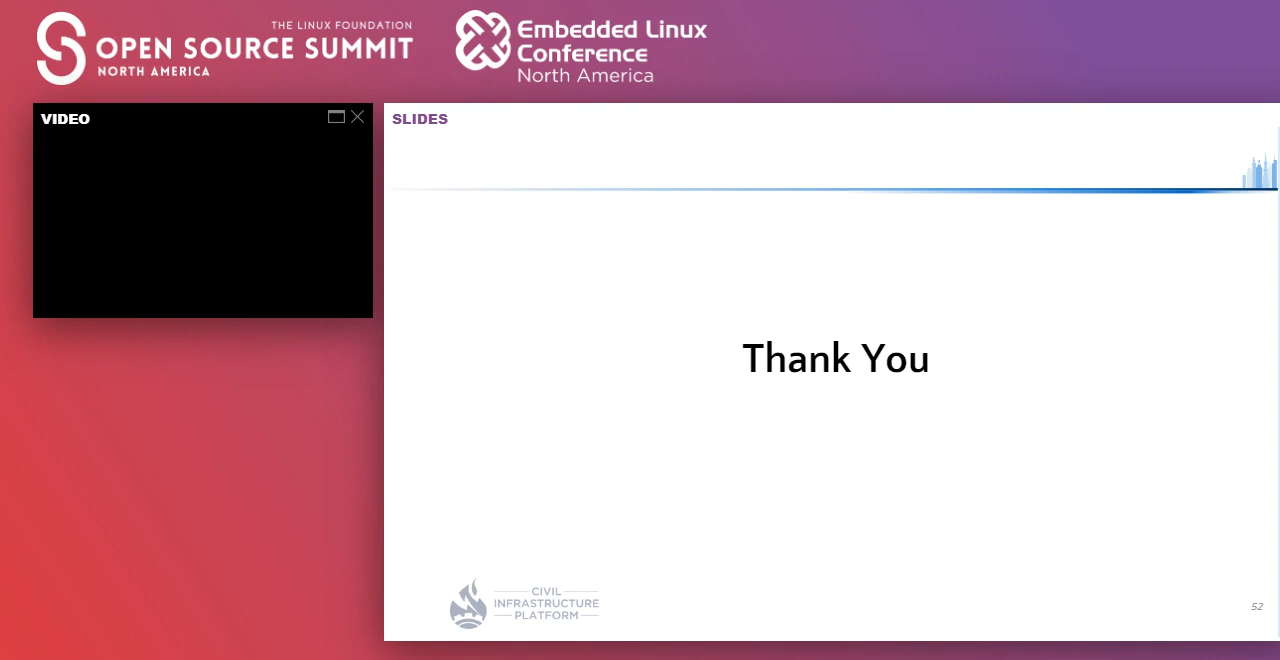 THE LINUX FOUNDATION
OPEN SOURCE SUMMIT
NORTH AMERICA
Embedded Linux
Conference
North America
VIDEO
SLIDES
Thank You
CIVIL
INFRASTRUCTURE
PLATFORM
52